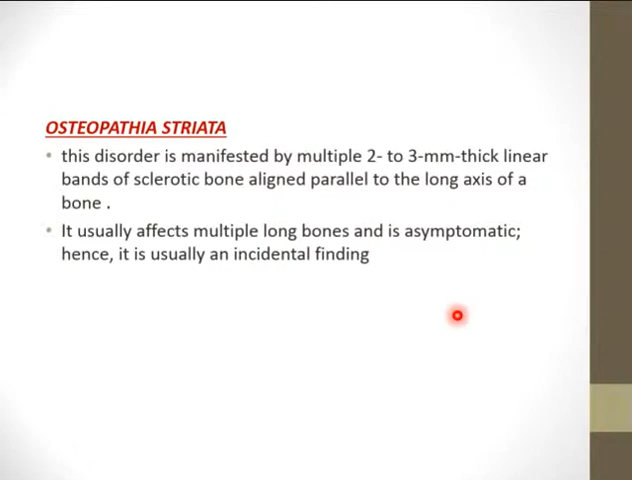 OSTEOPATHIA STRIATA
• this disorder is manifested by multiple 2- to 3-mm-thick linear
bands of sclerotic bone aligned parallel to the long axis of a
bone .
• It usually affects multiple long bones and is asymptomatic;
hence, it is usually an incidental finding